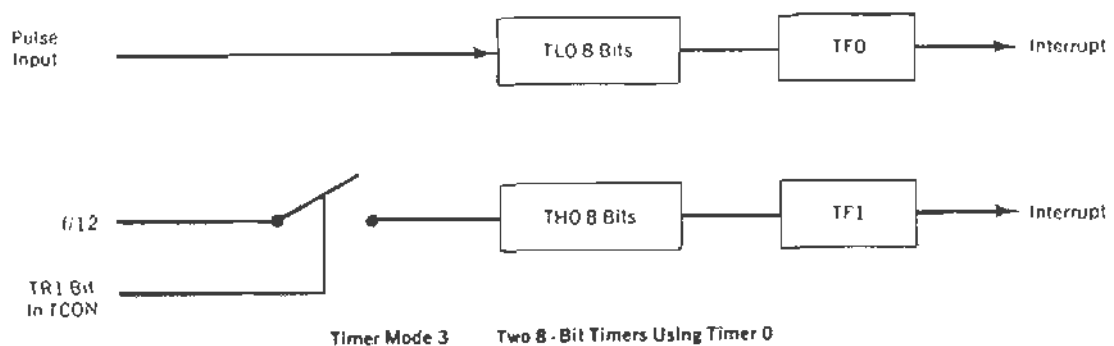 Pulse
Input
TL0 8 Bits
TF0
Interrupt
f/12
TH0 8 Bits
TF1
Interrupt
TR1 Bit
In TCON
Timer Mode 3 Two 8-Bit Timers Using Timer 0